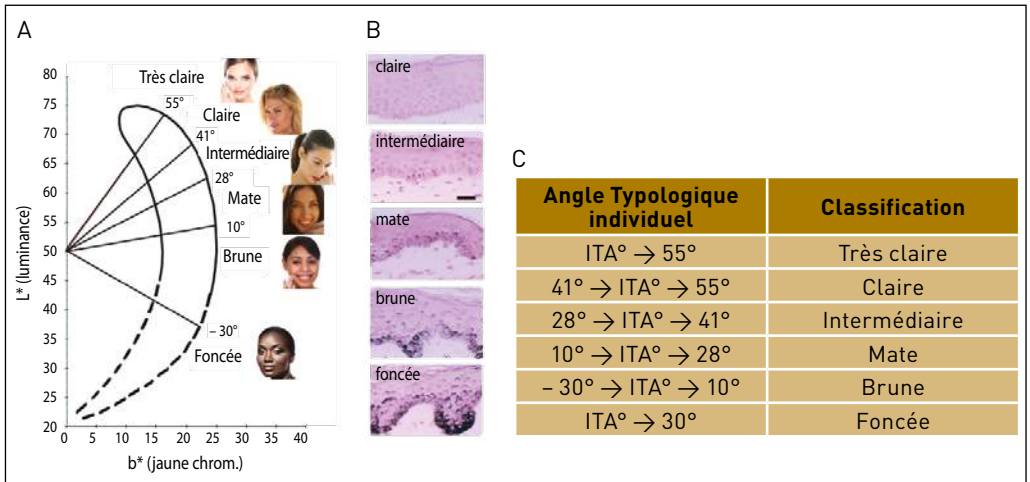 A
L* (luminance)
80
75
70
65
60
55
50
45
40
35
30
25
20
Très claire
55°
Claire
41°
Intermédiaire
28°
Mate
10°
Brune
– 30°
Foncée
0 5 10 15 20 25 30 35 40
b* (jaune chrom.)
B
claire
intermédiaire
mate
brune
foncée
C
Angle Typologique
individuel
Classification
ITA° → 55° Très claire
41° → ITA° → 55° Claire
28° → ITA° → 41° Intermédiaire
10° → ITA° → 28° Mate
– 30° → ITA° → 10° Brune
ITA° → 30° Foncée